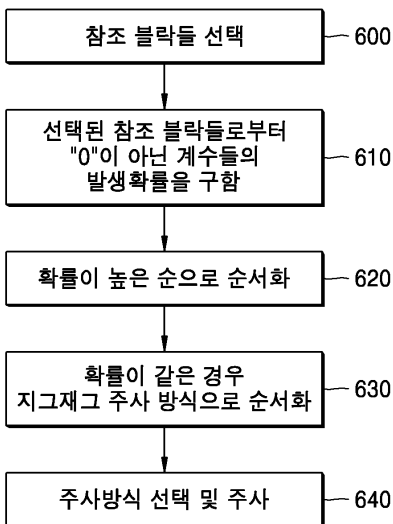 참조 블락들 선택
600
선택된 참조 블락들로부터
"0"이 아닌 계수들의
발생확률을 구함
610
확률이 높은 순으로 순서화
620
확률이 같은 경우
지그재그 주사 방식으로 순서화
630
주사방식 선택 및 주사
640